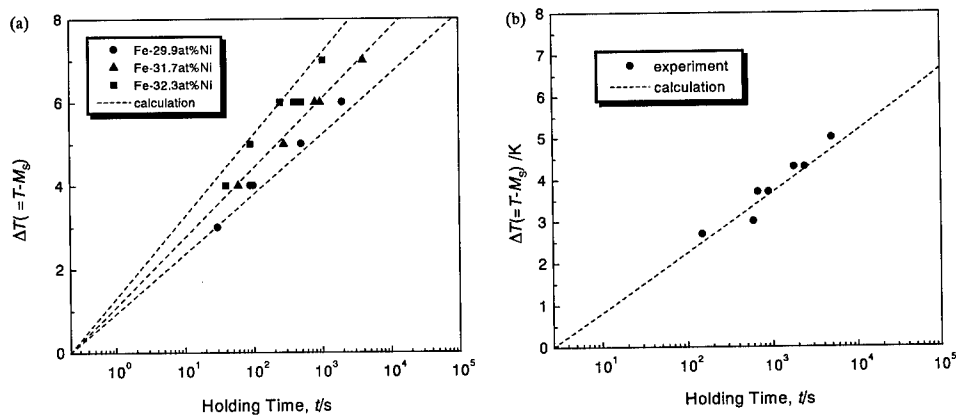 (a)
8
6
4
2
0
ΔT(=T-Ms)
Fe-29.9at%Ni
Fe-31.7at%Ni
Fe-32.3at%Ni
calculation
10⁰ 10¹ 10² 10³ 10⁴ 10⁵
Holding Time, t/s
(b)
8
7
6
5
4
3
2
1
0
ΔT(=T-Ms) /K
experiment
calculation
10¹ 10² 10³ 10⁴ 10⁵
Holding Time, t/s